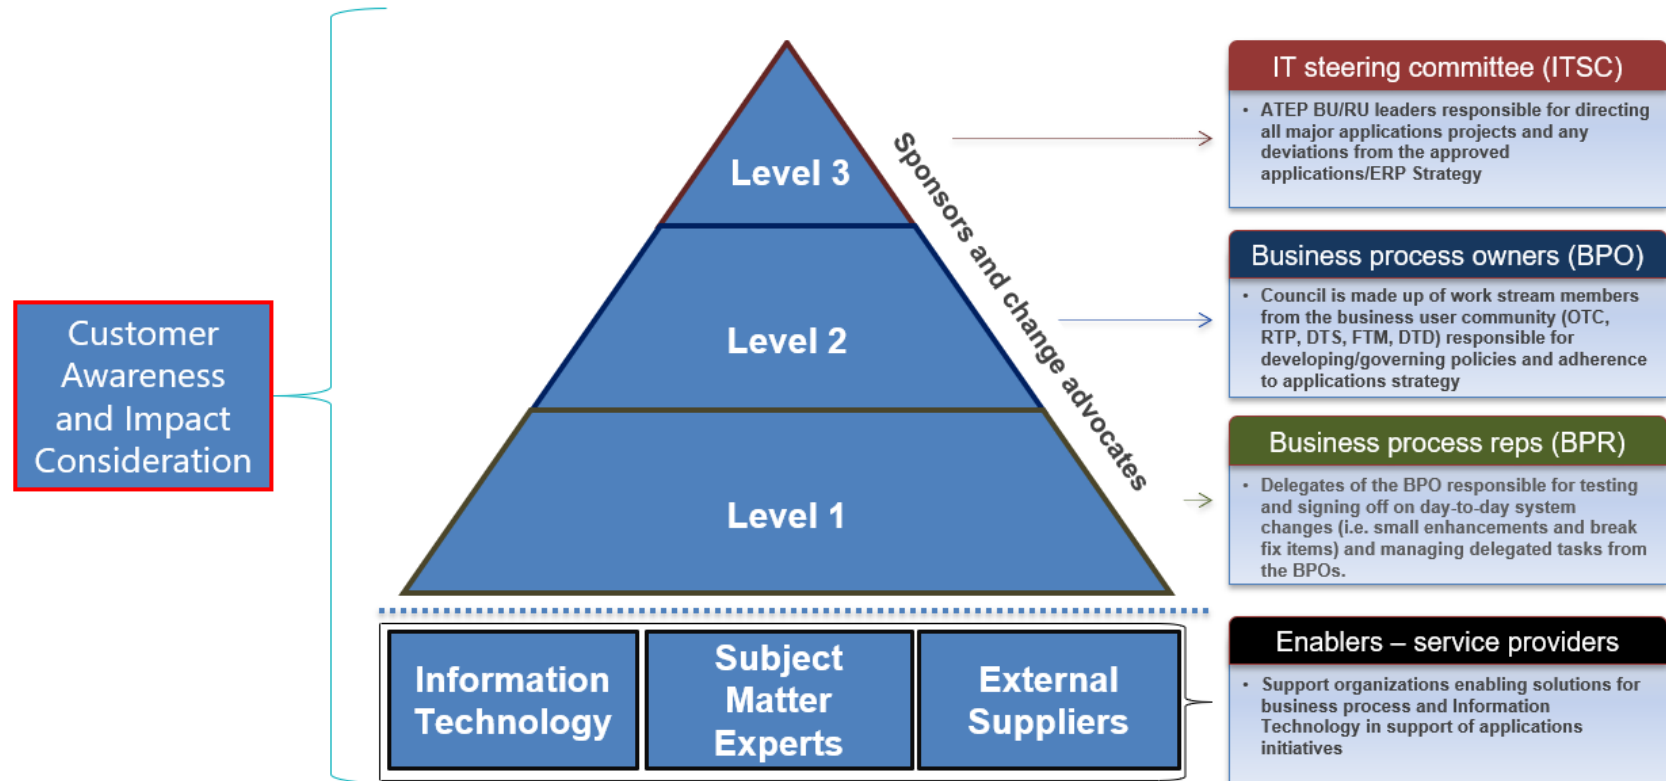 Customer
Awareness
and Impact
Consideration
Level 3
Level 2
Level 1
Sponsors and change advocates
Information
Technology
Subject
Matter
Experts
External
Suppliers
IT steering committee (ITSC)
• ATEP BU/RU leaders responsible for directing
all major applications projects and any
deviations from the approved
applications/ERP Strategy
Business process owners (BPO)
• Council is made up of work stream members
from the business user community (OTC,
RTP, DTS, FTM, DTD) responsible for
developing/governing policies and adherence
to applications strategy
Business process reps (BPR)
• Delegates of the BPO responsible for testing
and signing off on day-to-day system
changes (i.e. small enhancements and break
fix items) and managing delegated tasks from
the BPOs.
Enablers – service providers
• Support organizations enabling solutions for
business process and Information
Technology in support of applications
initiatives